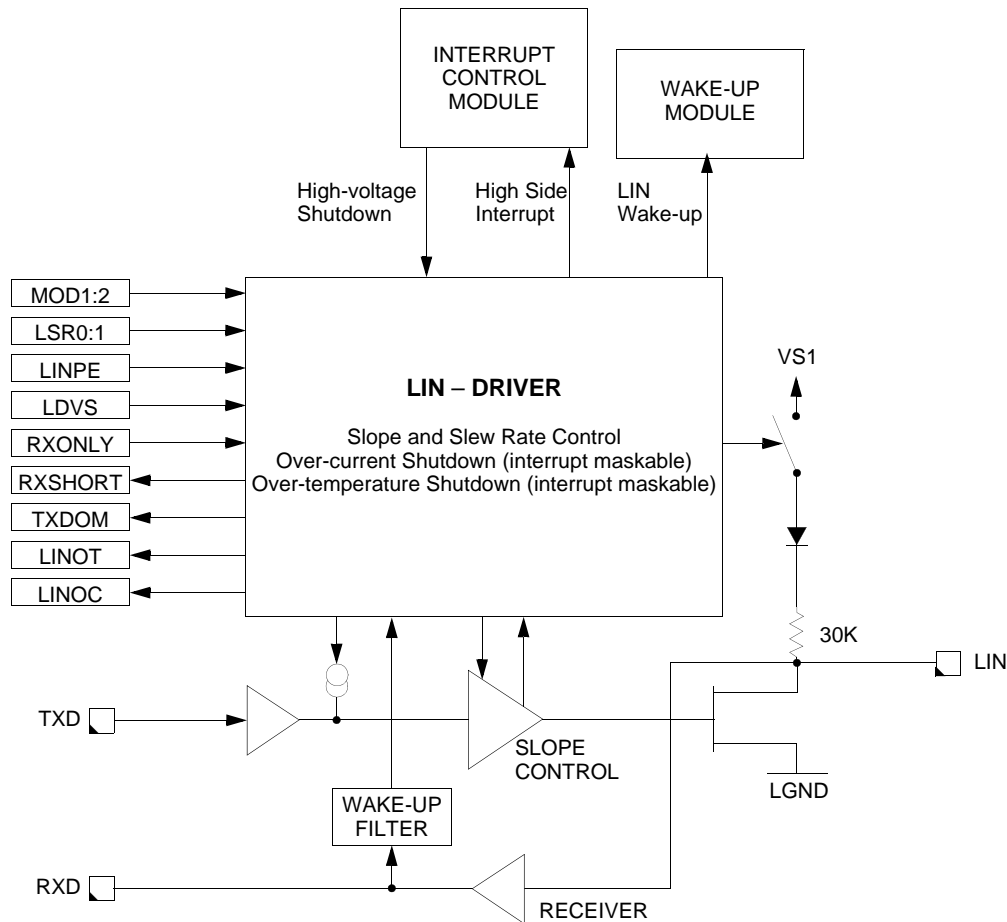 INTERRUPT
CONTROL
MODULE
WAKE-UP
MODULE
High-voltage
Shutdown
High Side
Interrupt
LIN
Wake-up
MOD1:2
LSR0:1
LINPE
LDVS
RXONLY
RXSHORT
TXDOM
LINOT
LINOC
LIN – DRIVER
Slope and Slew Rate Control
Over-current Shutdown (interrupt maskable)
Over-temperature Shutdown (interrupt maskable)
VS1
30K
LIN
TXD
SLOPE
CONTROL
LGND
WAKE-UP
FILTER
RXD
RECEIVER